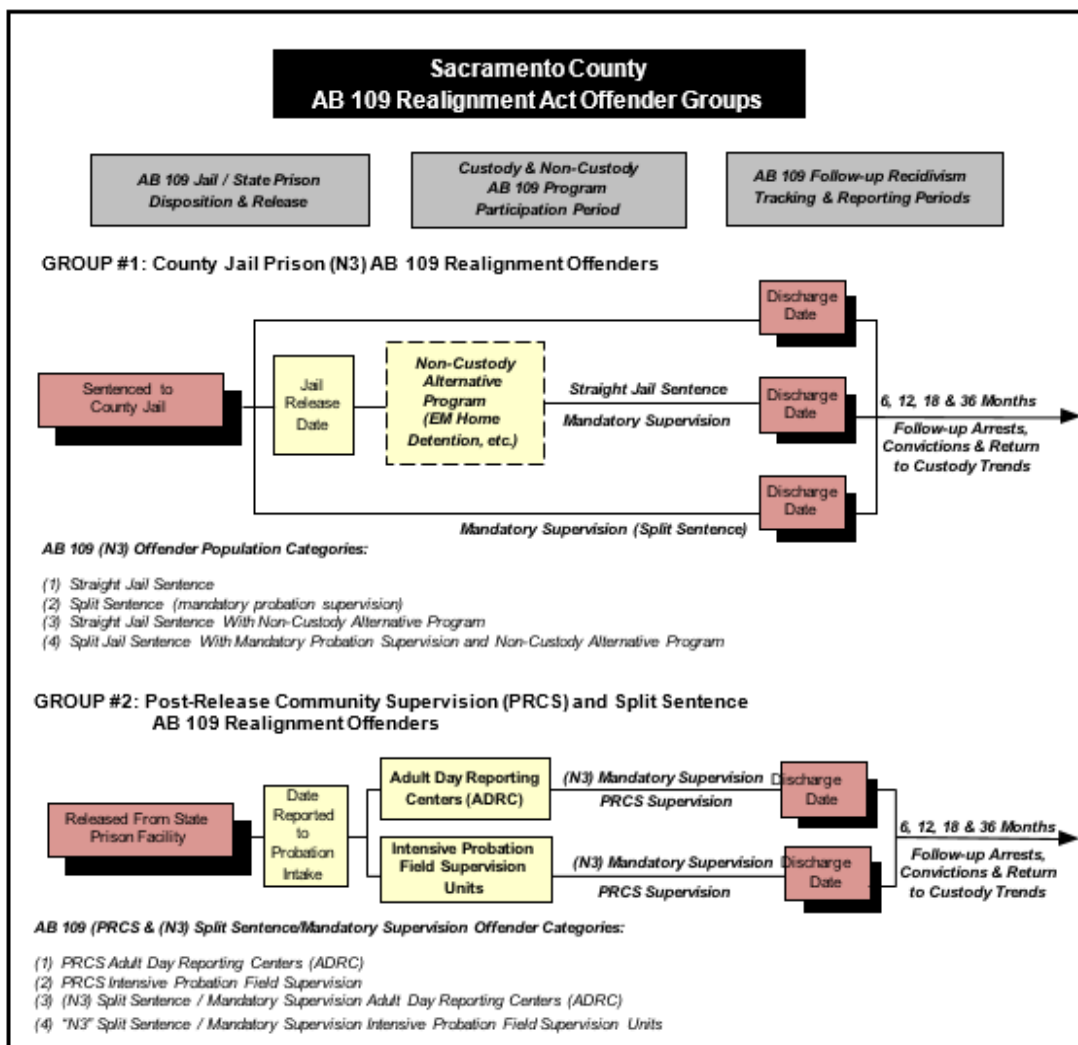 Sacramento County
AB 109 Realignment Act Offender Groups
AB 109 Jail / State Prison
Disposition & Release
Custody & Non-Custody
AB 109 Program
Participation Period
AB 109 Follow-up Recidivism
Tracking & Reporting Periods
GROUP #1: County Jail Prison (N3) AB 109 Realignment Offenders
Sentenced to
County Jail
Jail
Release
Date
Non-Custody
Alternative
Program
(EM Home
Detention, etc.)
Straight Jail Sentence
Mandatory Supervision
Mandatory Supervision (Split Sentence)
Discharge
Date
Discharge
Date
Discharge
Date
6, 12, 18 & 36 Months
Follow-up Arrests,
Convictions & Return
to Custody Trends
AB 109 (N3) Offender Population Categories:
(1) Straight Jail Sentence
(2) Split Sentence (mandatory probation supervision)
(3) Straight Jail Sentence With Non-Custody Alternative Program
(4) Split Jail Sentence With Mandatory Probation Supervision and Non-Custody Alternative Program
GROUP #2: Post-Release Community Supervision (PRCS) and Split Sentence
AB 109 Realignment Offenders
Released From State
Prison Facility
Date
Reported
to
Probation
Intake
Adult Day Reporting
Centers (ADRC)
Intensive Probation
Field Supervision
Units
(N3) Mandatory Supervision
PRCS Supervision
(N3) Mandatory Supervision
PRCS Supervision
Discharge
Date
Discharge
Date
6, 12, 18 & 36 Months
Follow-up Arrests,
Convictions & Return
to Custody Trends
AB 109 (PRCS & (N3) Split Sentence/Mandatory Supervision Offender Categories:
(1) PRCS Adult Day Reporting Centers (ADRC)
(2) PRCS Intensive Probation Field Supervision
(3) (N3) Split Sentence / Mandatory Supervision Adult Day Reporting Centers (ADRC)
(4) "N3" Split Sentence / Mandatory Supervision Intensive Probation Field Supervision Units